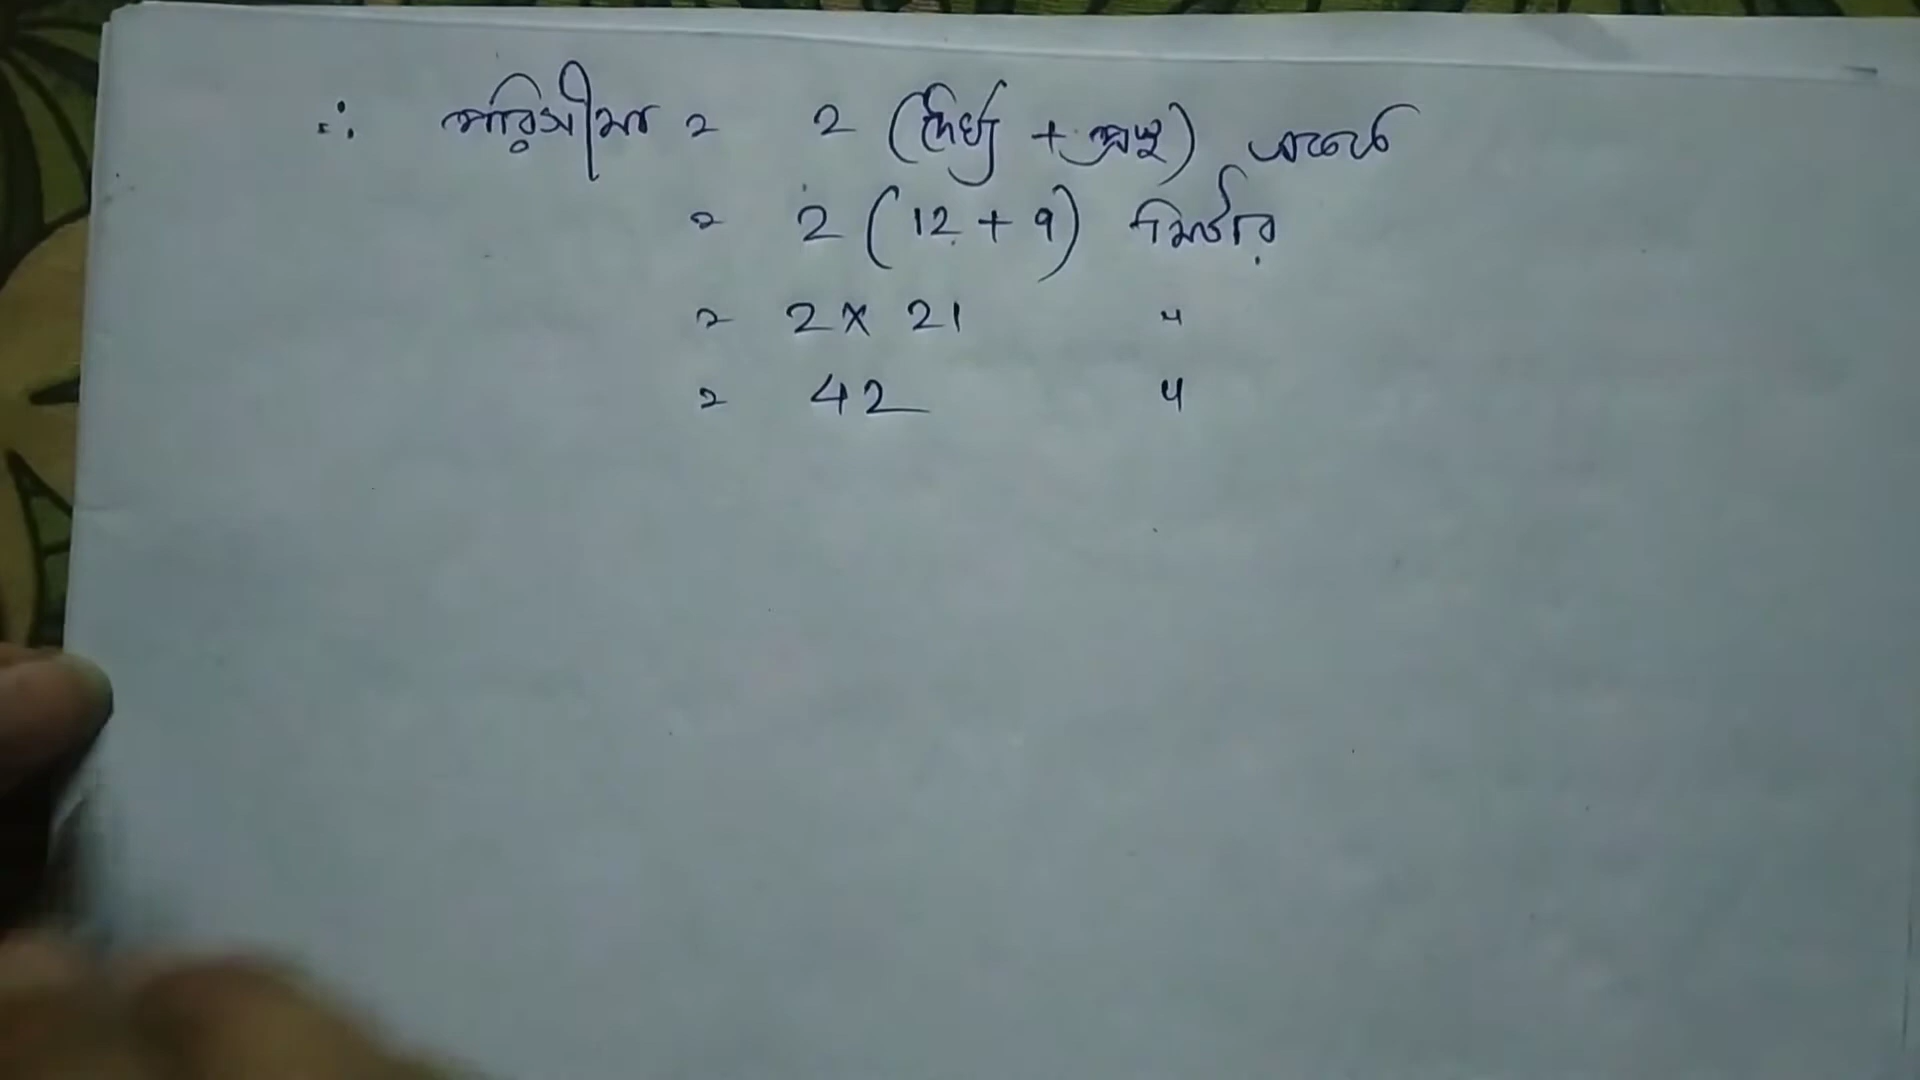 ∴ পরিসীমা = 2 (দৈর্ঘ্য + প্রস্থ) একক
= 2 (12 + 9) মিটার
= 2 × 21 "
= 42 "